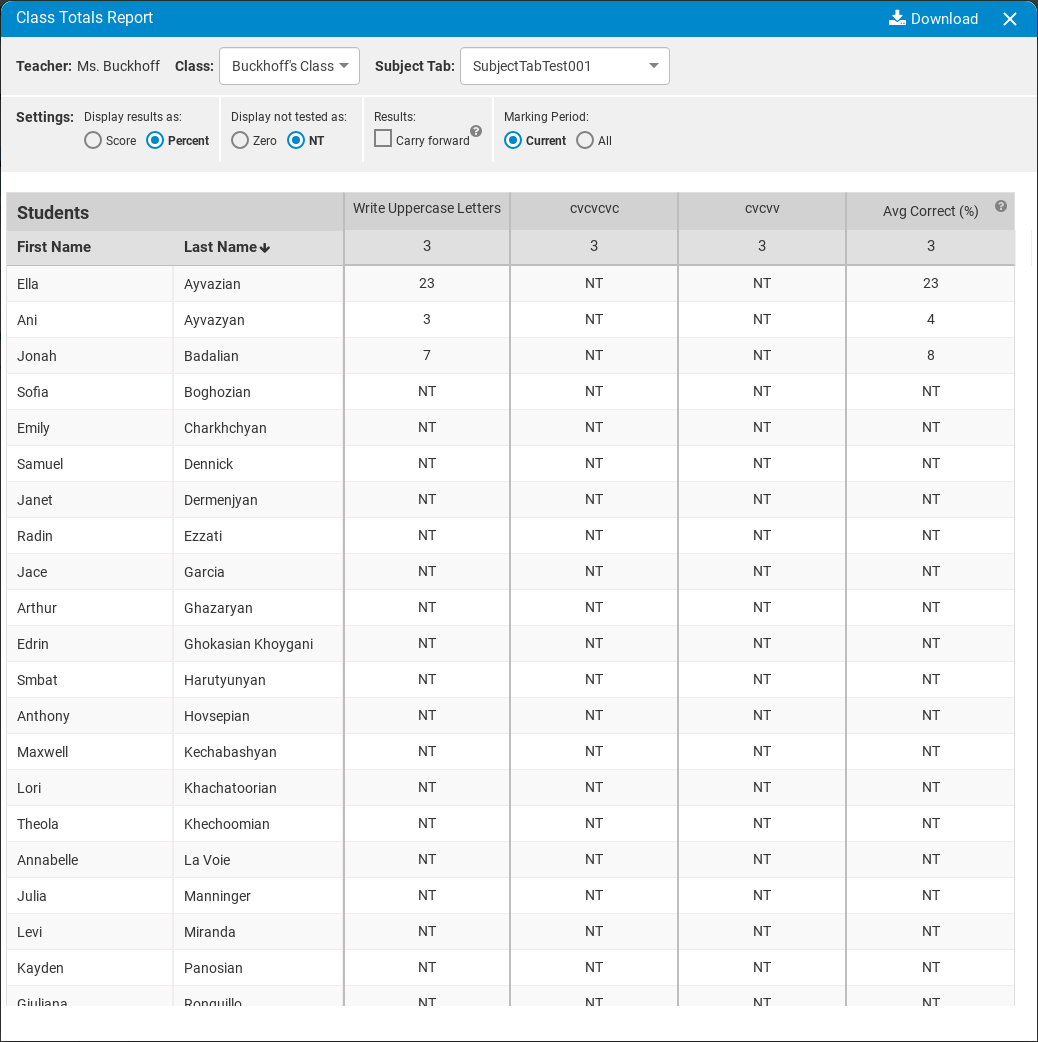 Class Totals Report Download
Teacher: Ms. Buckhoff Class: Buckhoff's Class Subject Tab: SubjectTabTest001
Settings: Display results as: Display not tested as: Results: Marking Period:
Score Percent Zero NT Carry forward ? Current All
Students Write Uppercase Letters cvcvcvc cvcvv Avg Correct (%) ?
First Name Last Name 3 3 3 3
Ella Ayvazian 23 NT NT 23
Ani Ayvazyan 3 NT NT 4
Jonah Badalian 7 NT NT 8
Sofia Boghozian NT NT NT NT
Emily Charkhchyan NT NT NT NT
Samuel Dennick NT NT NT NT
Janet Dermenjyan NT NT NT NT
Radin Ezzati NT NT NT NT
Jace Garcia NT NT NT NT
Arthur Ghazaryan NT NT NT NT
Edrin Ghokasian Khoygani NT NT NT NT
Smbat Harutyunyan NT NT NT NT
Anthony Hovsepian NT NT NT NT
Maxwell Kechabashyan NT NT NT NT
Lori Khachatoorian NT NT NT NT
Theola Khechoomian NT NT NT NT
Annabelle La Voie NT NT NT NT
Julia Manninger NT NT NT NT
Levi Miranda NT NT NT NT
Kayden Panosian NT NT NT NT
Giuliana Ronquillo NT NT NT NT